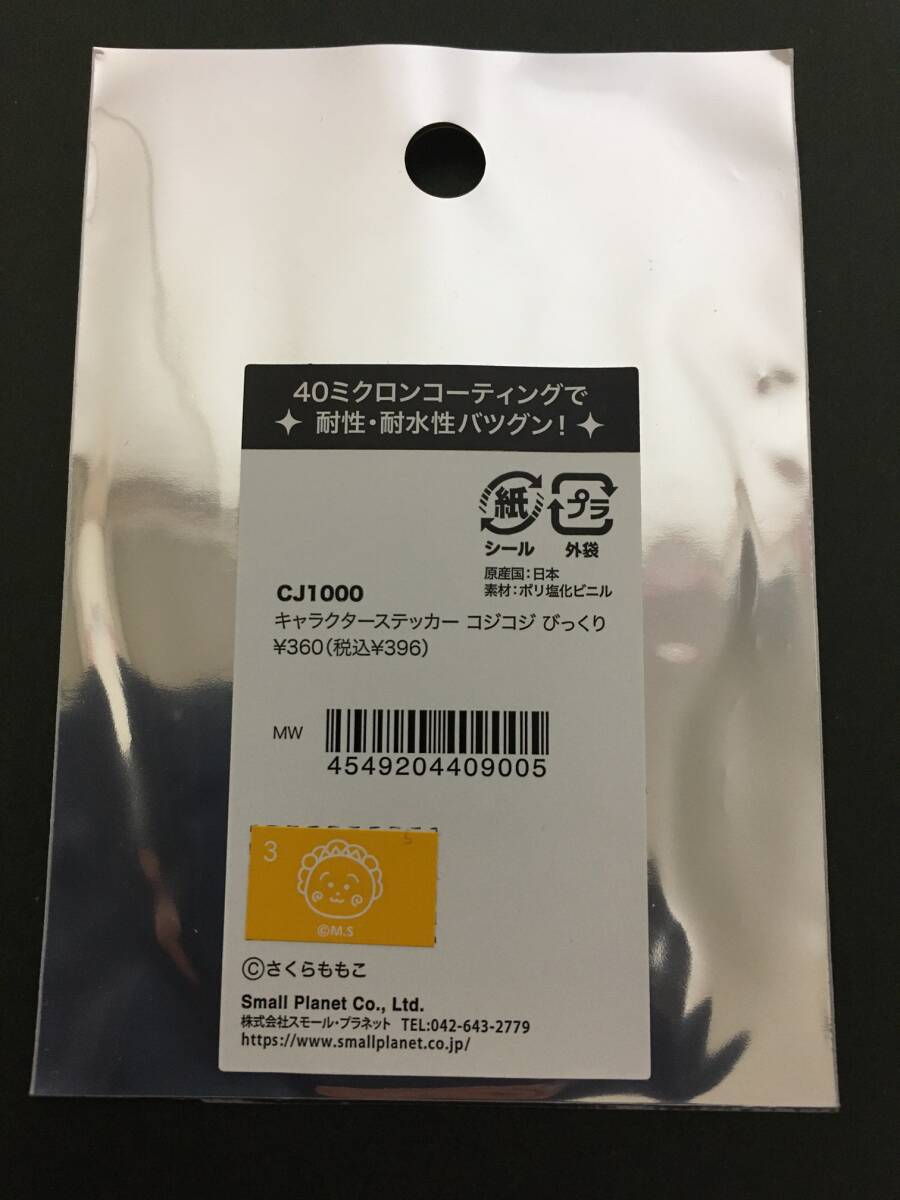 40ミクロンコーティングで
耐性・耐水性バツグン！
紙
プラ
シール
外袋
原産国：日本
素材：ポリ塩化ビニル
CJ1000
キャラクターステッカー コジコジ びっくり
¥360（税込¥396）
MW
4549204409005
3
©M.S
©さくらももこ
Small Planet Co., Ltd.
株式会社スモール・プラネット TEL:042-643-2779
https://www.smallplanet.co.jp/